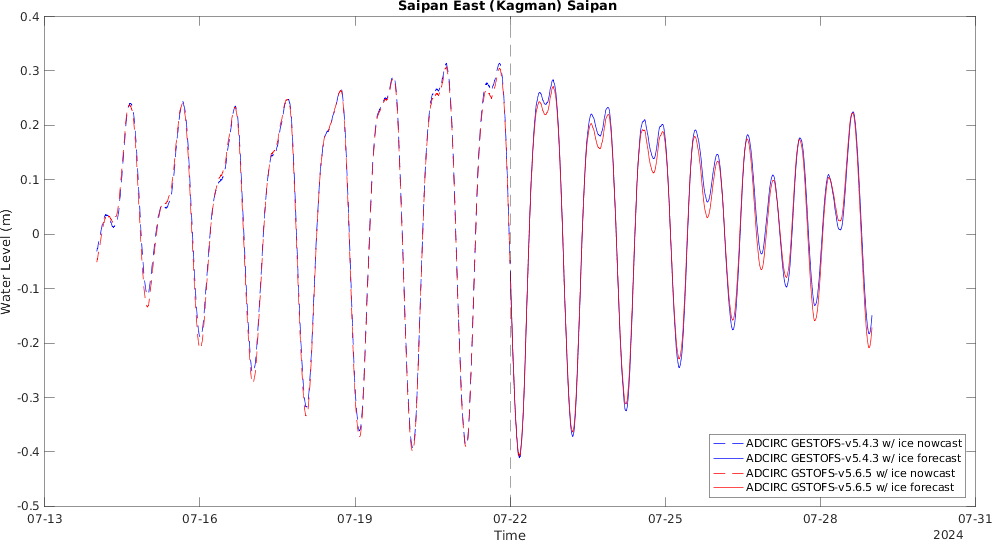 Saipan East (Kagman) Saipan
0.4
0.3
0.2
0.1
0
-0.1
-0.2
-0.3
-0.4
-0.5
Water Level (m)
07-13
07-16
07-19
07-22
07-25
07-28
07-31
Time
2024
ADCIRC GESTOFS-v5.4.3 w/ ice nowcast
ADCIRC GESTOFS-v5.4.3 w/ ice forecast
ADCIRC GSTOFS-v5.6.5 w/ ice nowcast
ADCIRC GSTOFS-v5.6.5 w/ ice forecast